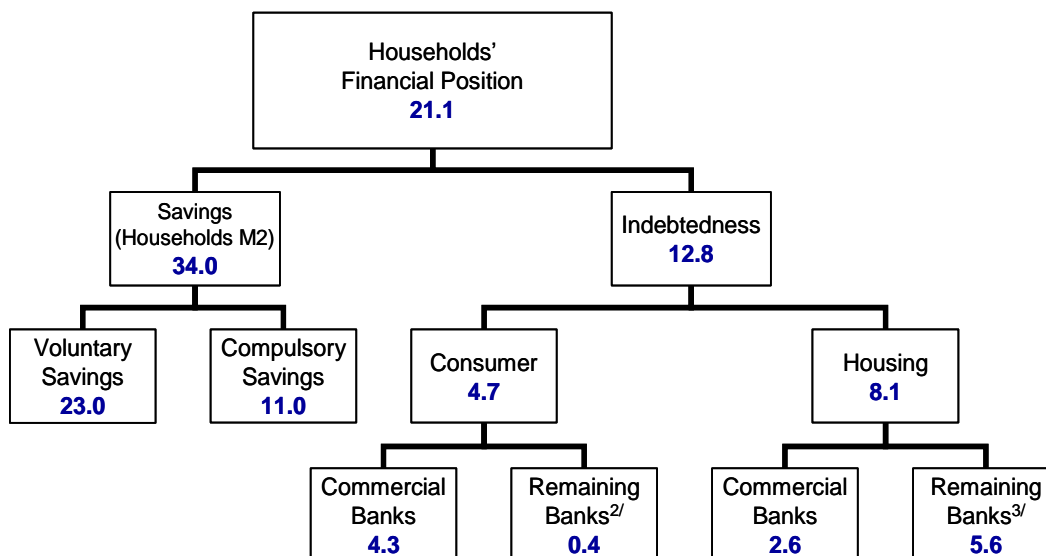 Households'
Financial Position
21.1
Savings
(Households M2)
34.0
Indebtedness
12.8
Voluntary
Savings
23.0
Compulsory
Savings
11.0
Consumer
4.7
Housing
8.1
Commercial
Banks
4.3
Remaining
Banks2/
0.4
Commercial
Banks
2.6
Remaining
Banks3/
5.6